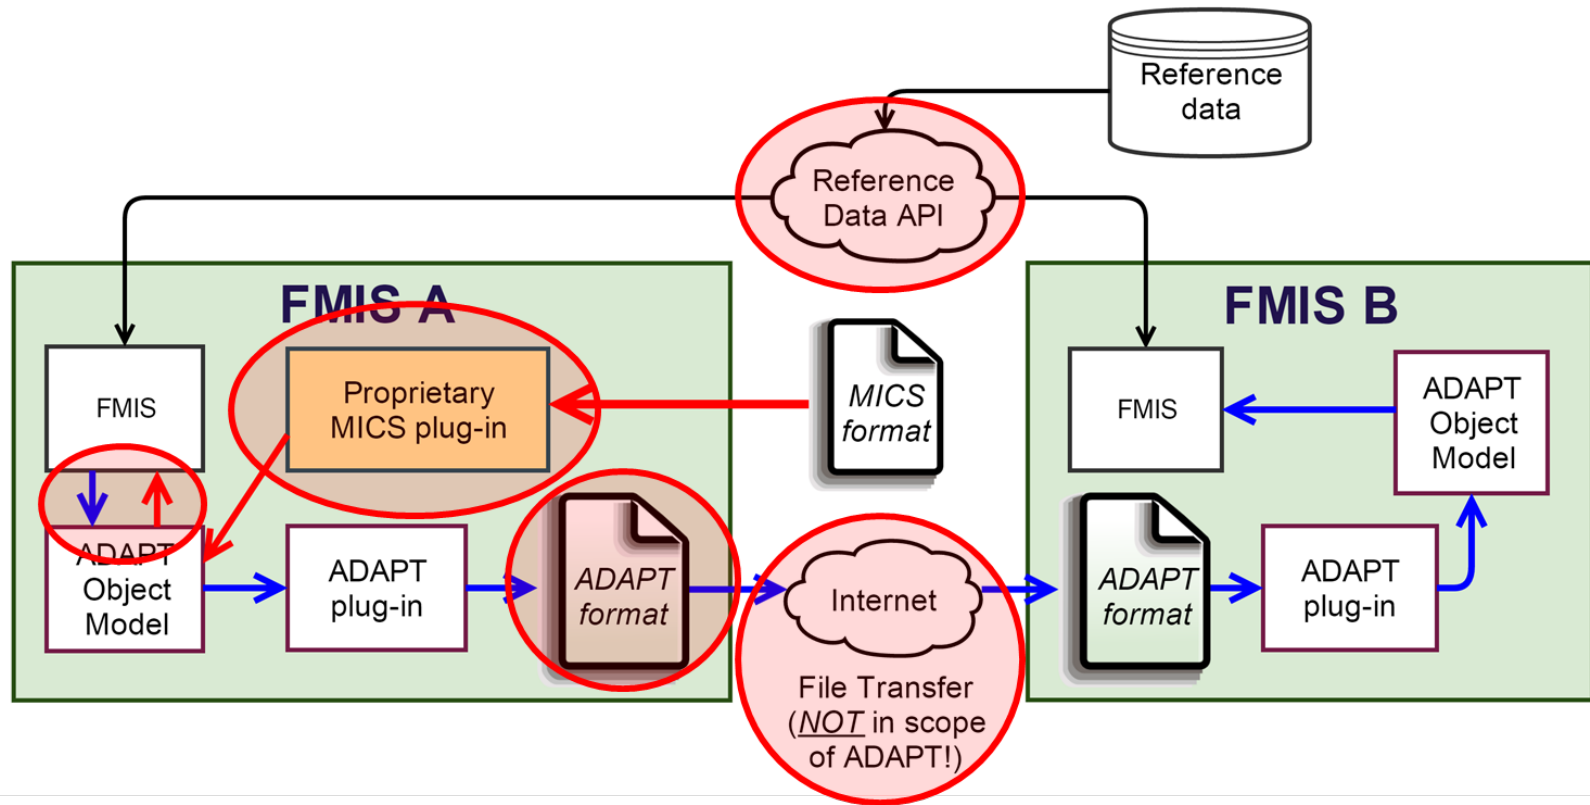 Reference
data
Reference
Data API
FMIS A
FMIS B
FMIS
Proprietary
MICS plug-in
MICS
format
FMIS
ADAPT
Object
Model
ADAPT
Object
Model
ADAPT
plug-in
ADAPT
format
Internet
ADAPT
format
ADAPT
plug-in
File Transfer
(NOT in scope
of ADAPT!)